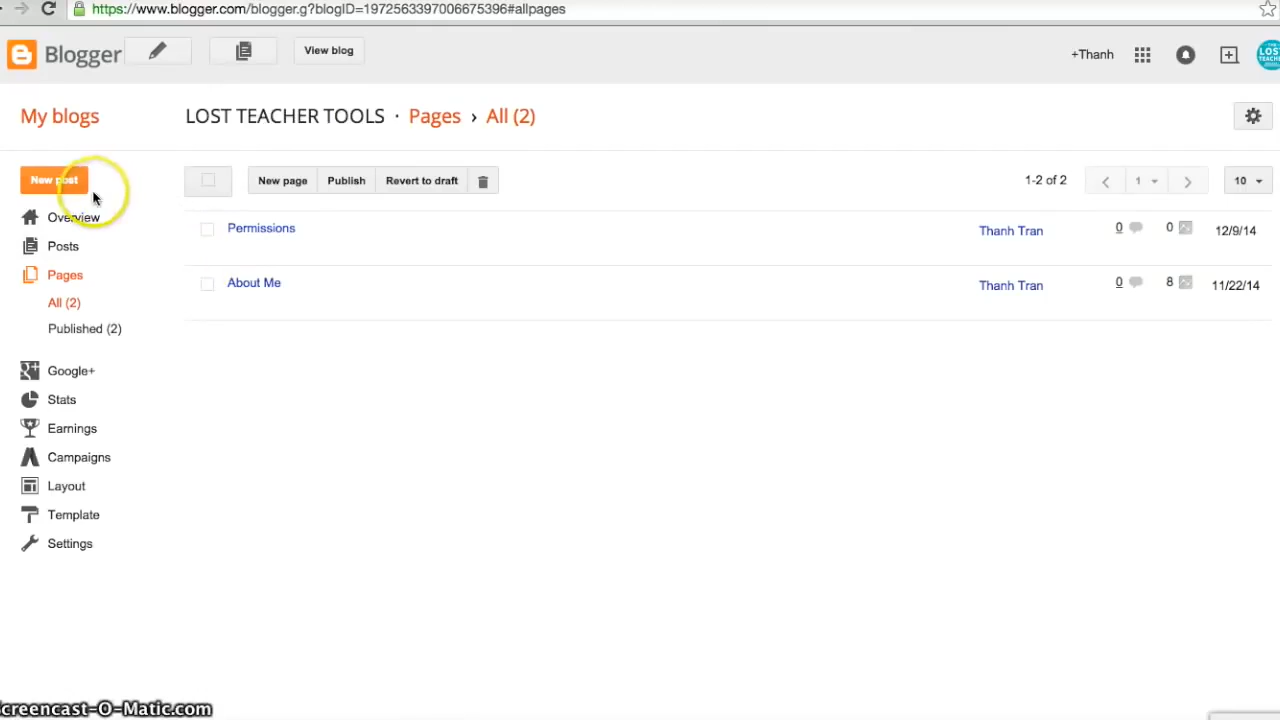 https://www.blogger.com/blogger.g?blogID=1972563397006675396#allpages
Blogger View blog +Thanh
LOST TEACHER
My blogs LOST TEACHER TOOLS · Pages › All (2)
New post New page Publish Revert to draft 1-2 of 2 1 10
Overview
Permissions Thanh Tran 0 0 12/9/14
Posts
Pages
About Me Thanh Tran 0 8 11/22/14
All (2)
Published (2)
Google+
Stats
Earnings
Campaigns
Layout
Template
Settings
creencast-O-Matic.com